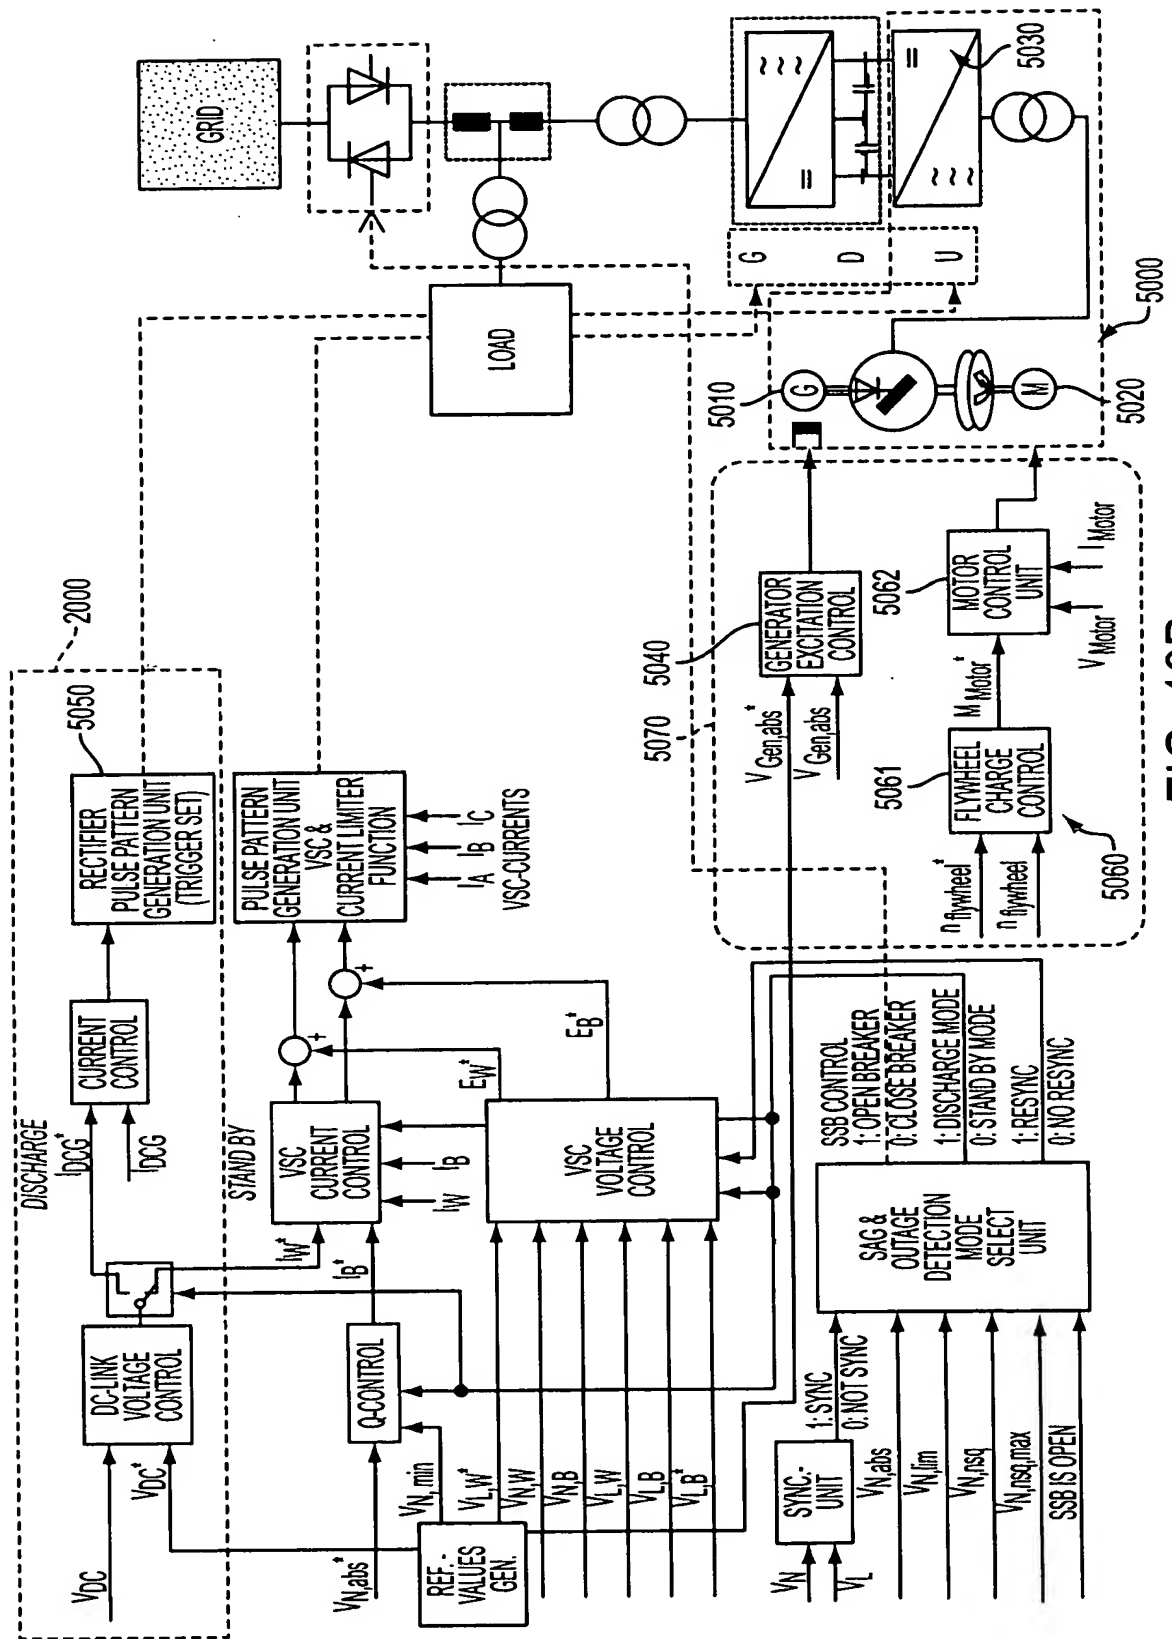 2000
DISCHARGE
V_DC
V_DC*
DC-LINK
VOLTAGE
CONTROL
I_DCG*
I_DCG
CURRENT
CONTROL
5050
RECTIFIER
PULSE PATTERN
GENERATION UNIT
(TRIGGER SET)
STAND BY
I_W*
I_B*
VSC
CURRENT
CONTROL
I_W
I_B
+
+
PULSE PATTERN
GENERATION UNIT
VSC &
CURRENT LIMITER
FUNCTION
I_A
I_B
I_C
VSC-CURRENTS
V_N,abs*
V_N,min
Q-CONTROL
REF.-
VALUES
GEN.
V_L,W*
V_N,W
V_N,B
V_L,W
V_L,B
V_L,B*
VSC
VOLTAGE
CONTROL
E_W*
E_B*
V_N
V_L
SYNC.-
UNIT
1: SYNC
0: NOT SYNC
V_N,abs
V_N,lim
V_N,nsq
V_N,nsq,max
SSB IS OPEN
SAG &
OUTAGE
DETECTION
MODE
SELECT
UNIT
SSB CONTROL
1: OPEN BREAKER
0: CLOSE BREAKER
1: DISCHARGE MODE
0: STAND BY MODE
1: RESYNC
0: NO RESYNC
5070
5040
V_Gen,abs*
V_Gen,abs
GENERATOR
EXCITATION
CONTROL
5061
n_flywheel*
n_flywheel
FLYWHEEL
CHARGE
CONTROL
5060
M_Motor*
5062
MOTOR
CONTROL
UNIT
V_Motor
I_Motor
GRID
LOAD
G
D
U
=
~ ~ ~
=
~ ~ ~
5030
5010
G
M
5020
5000